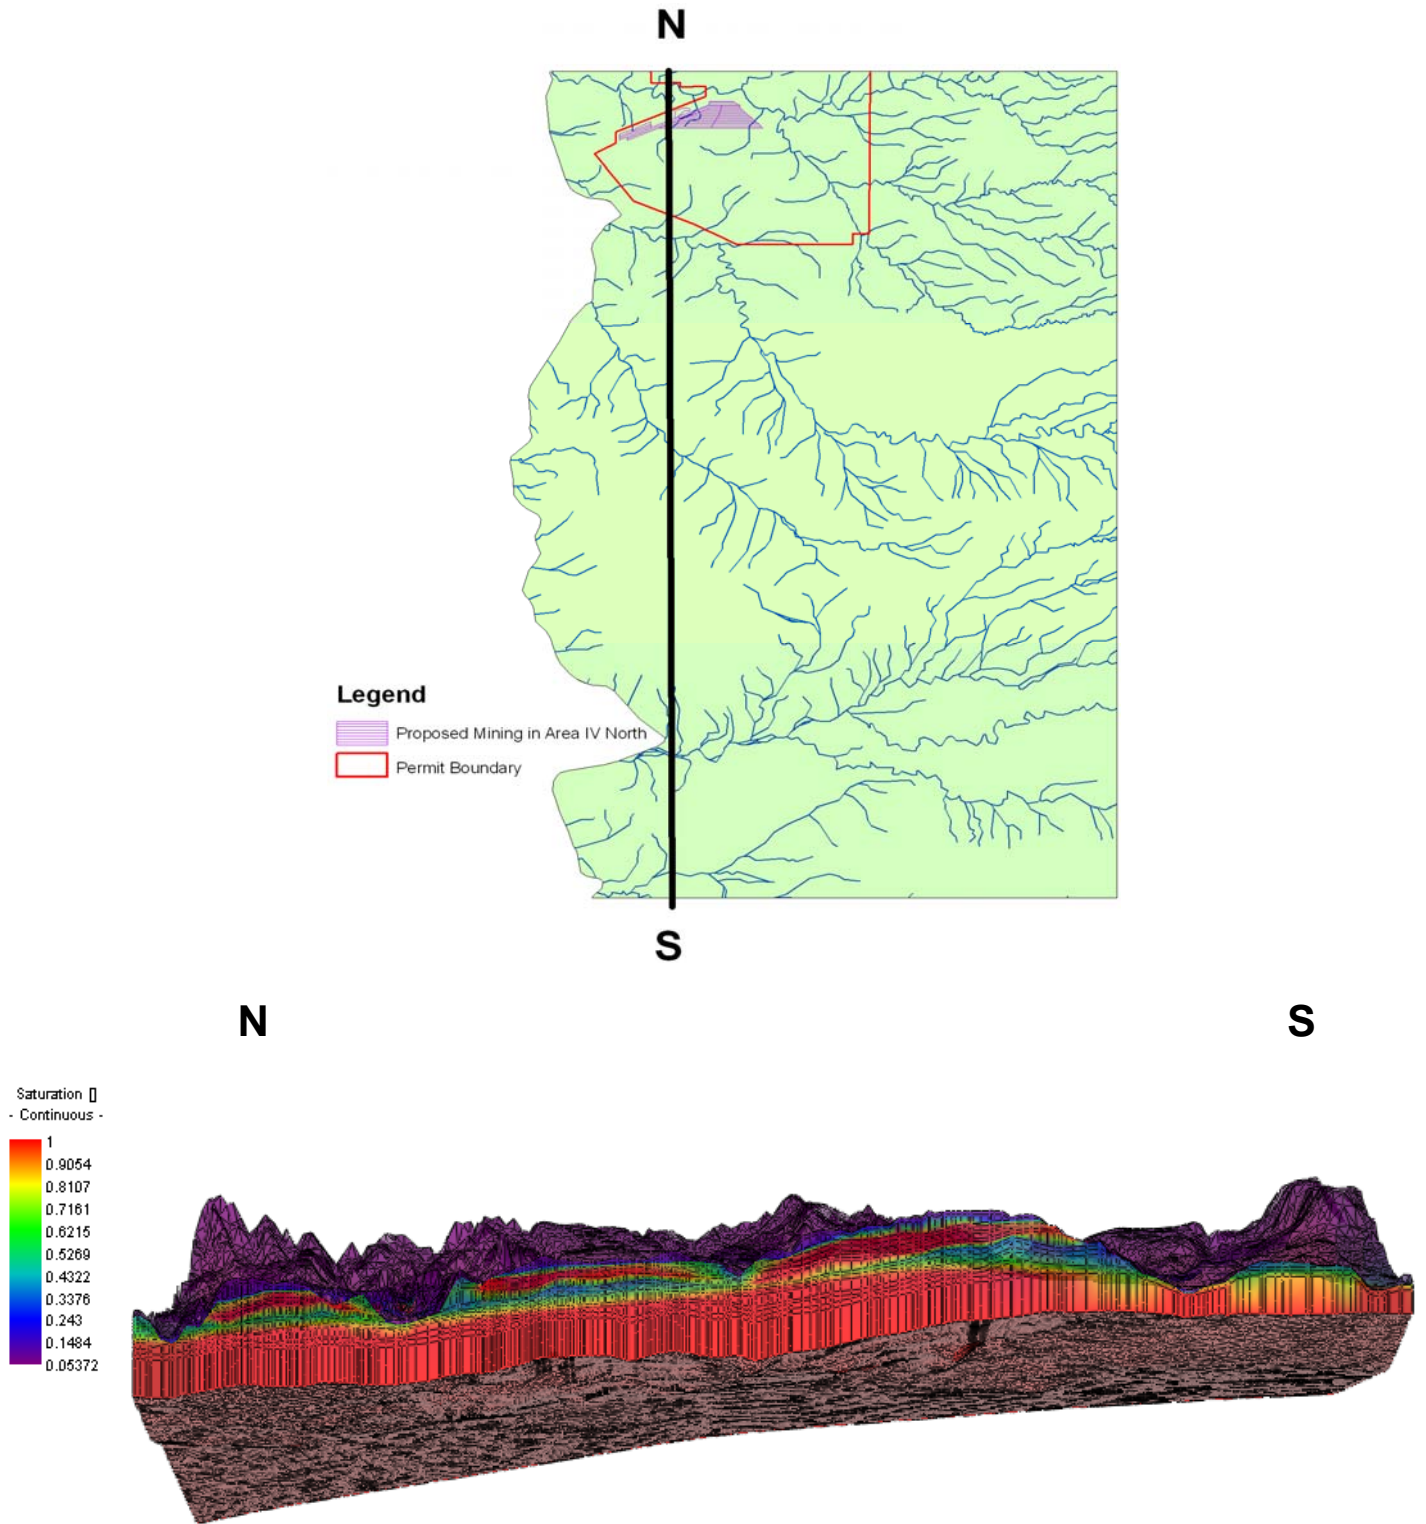 N
Legend
Proposed Mining in Area IV North
Permit Boundary
S
N
S
Saturation []
- Continuous -
1
0.9054
0.8107
0.7161
0.6215
0.5269
0.4322
0.3376
0.243
0.1484
0.05372